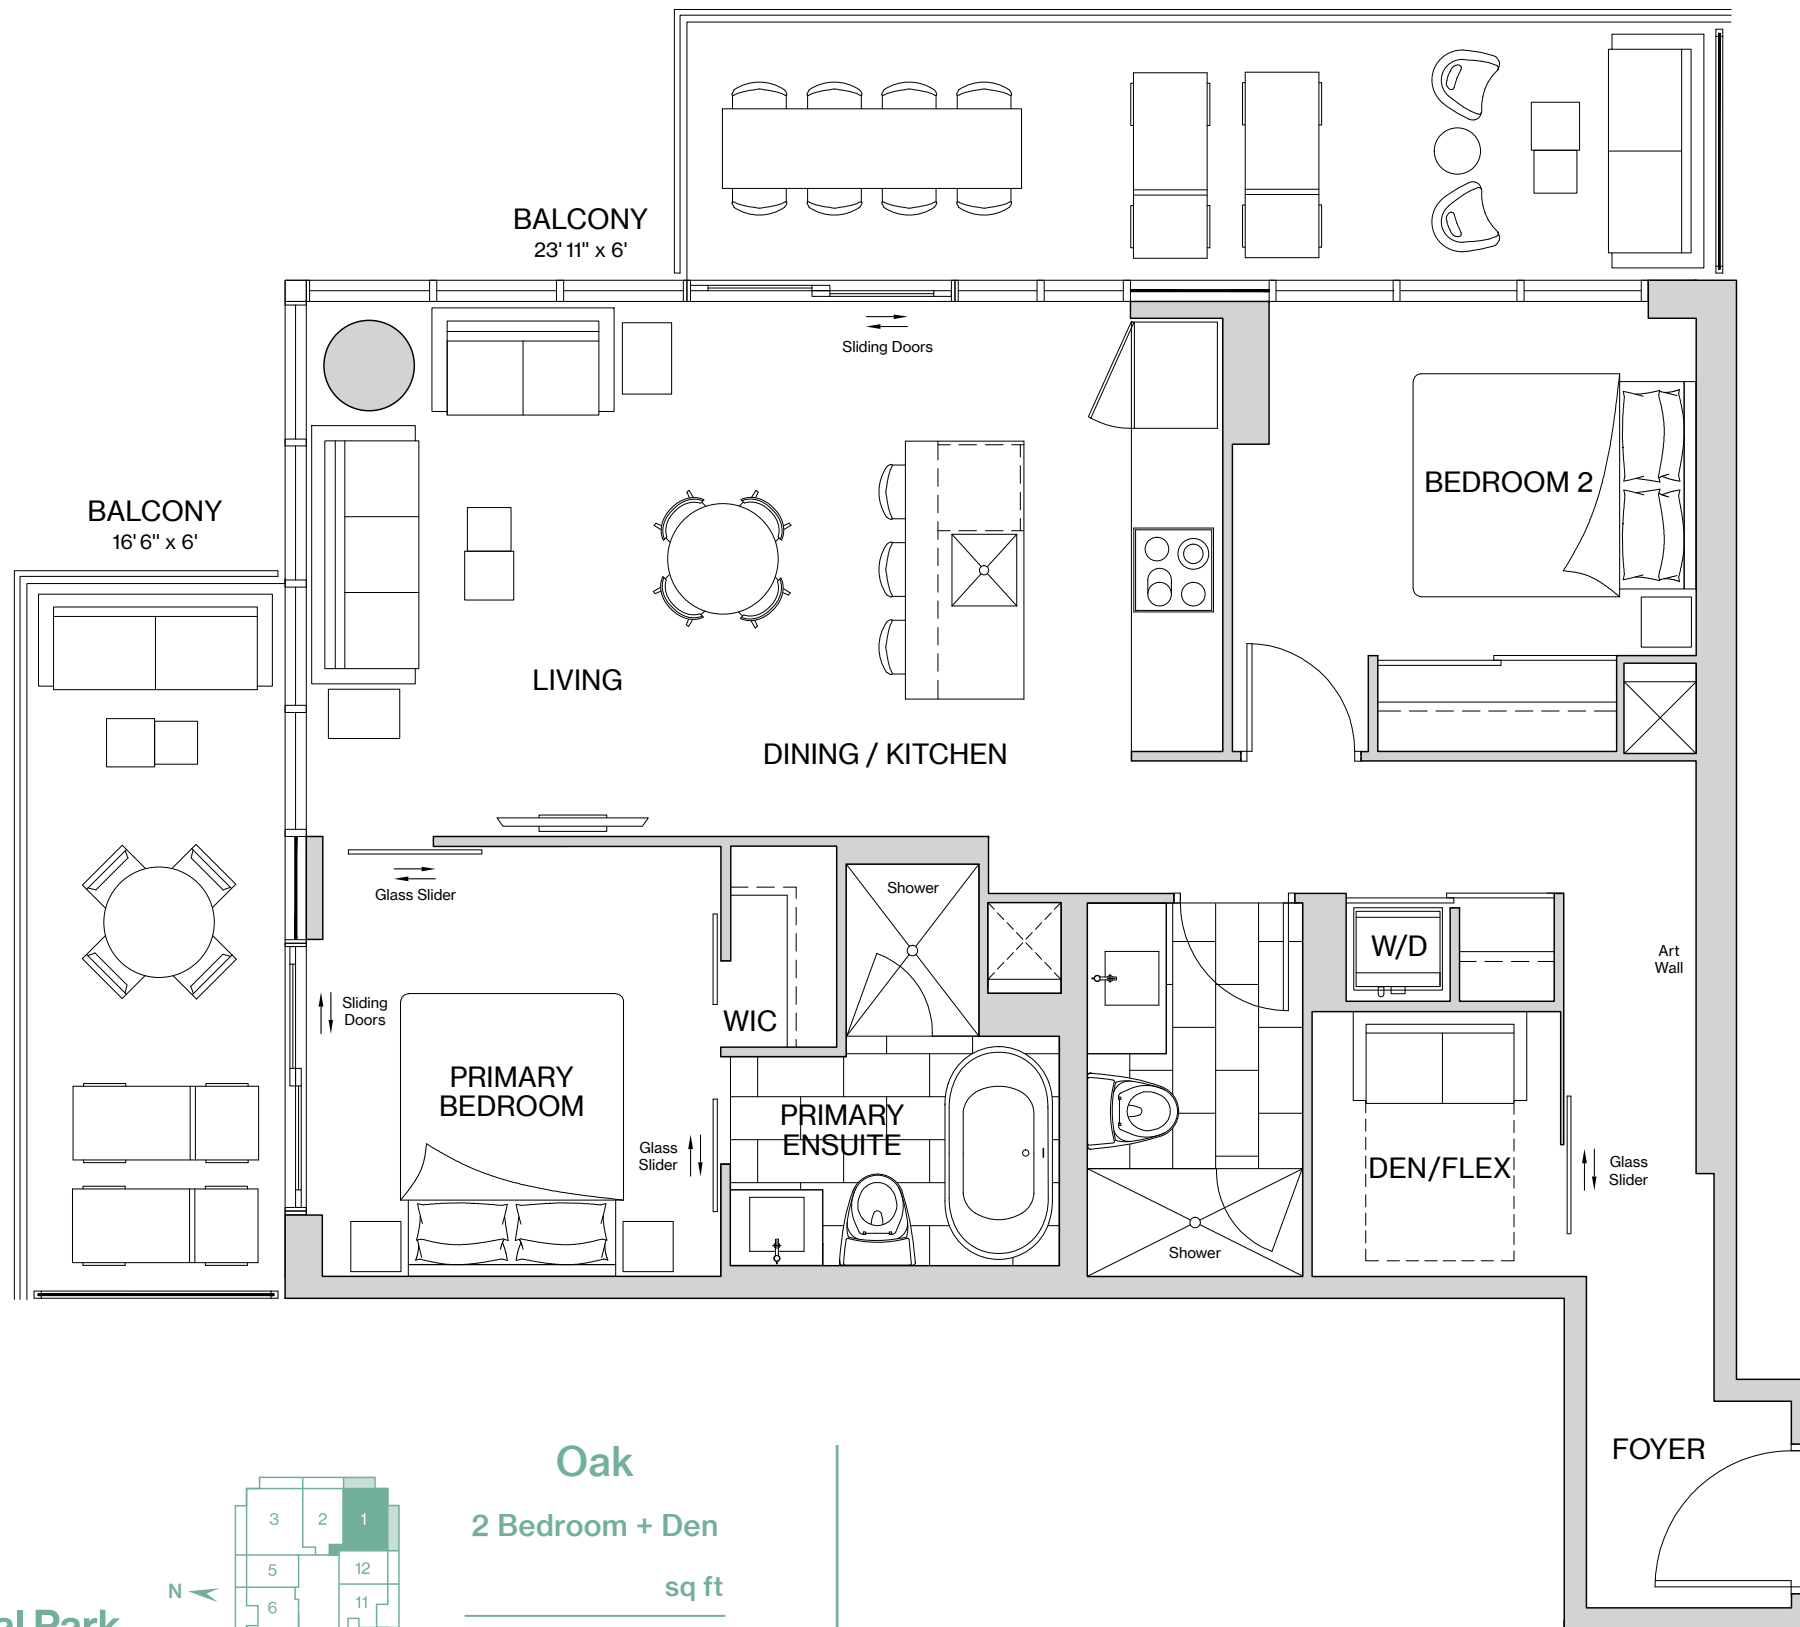 BALCONY
23' 11" x 6'
Sliding Doors
BEDROOM 2
BALCONY
16' 6" x 6'
LIVING
DINING / KITCHEN
Glass Slider
Shower
W/D
Art
Wall
Sliding
Doors
WIC
PRIMARY
BEDROOM
PRIMARY
ENSUITE
Glass
Slider
DEN/FLEX
Glass
Slider
Shower
FOYER
Oak
2 Bedroom + Den
sq ft
3
2
1
5
12
N
6
11
al Park